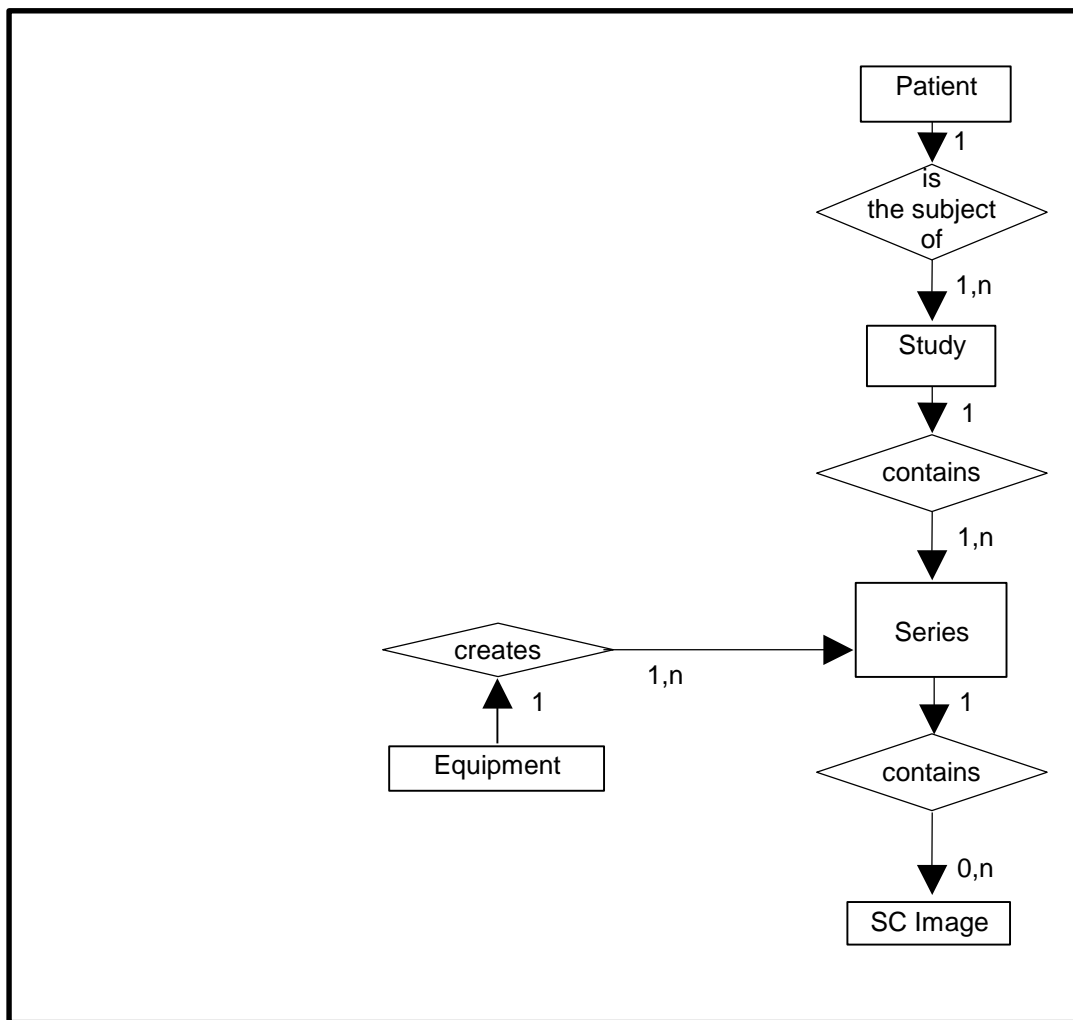 Patient
1
is
the subject
of
1,n
Study
1
contains
1,n
Series
creates
1,n
1
1
Equipment
contains
0,n
SC Image